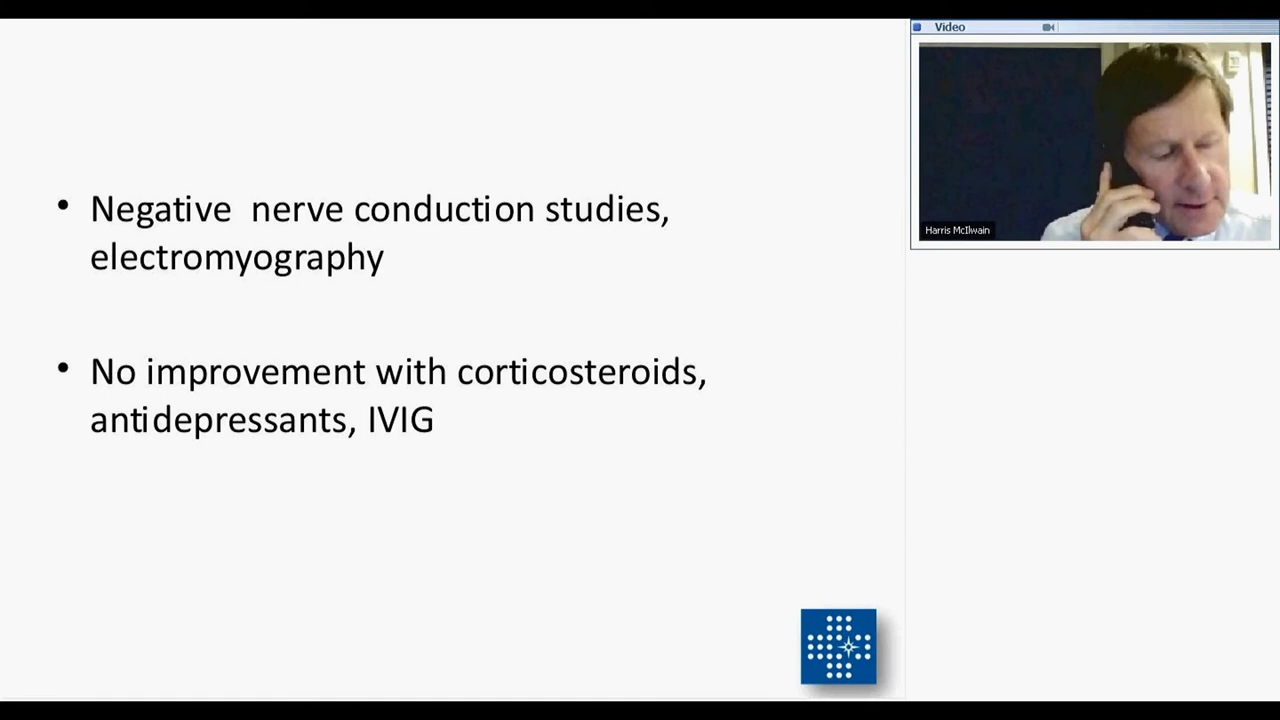 Video
• Negative nerve conduction studies,
electromyography
• No improvement with corticosteroids,
antidepressants, IVIG
Harris McIlwain